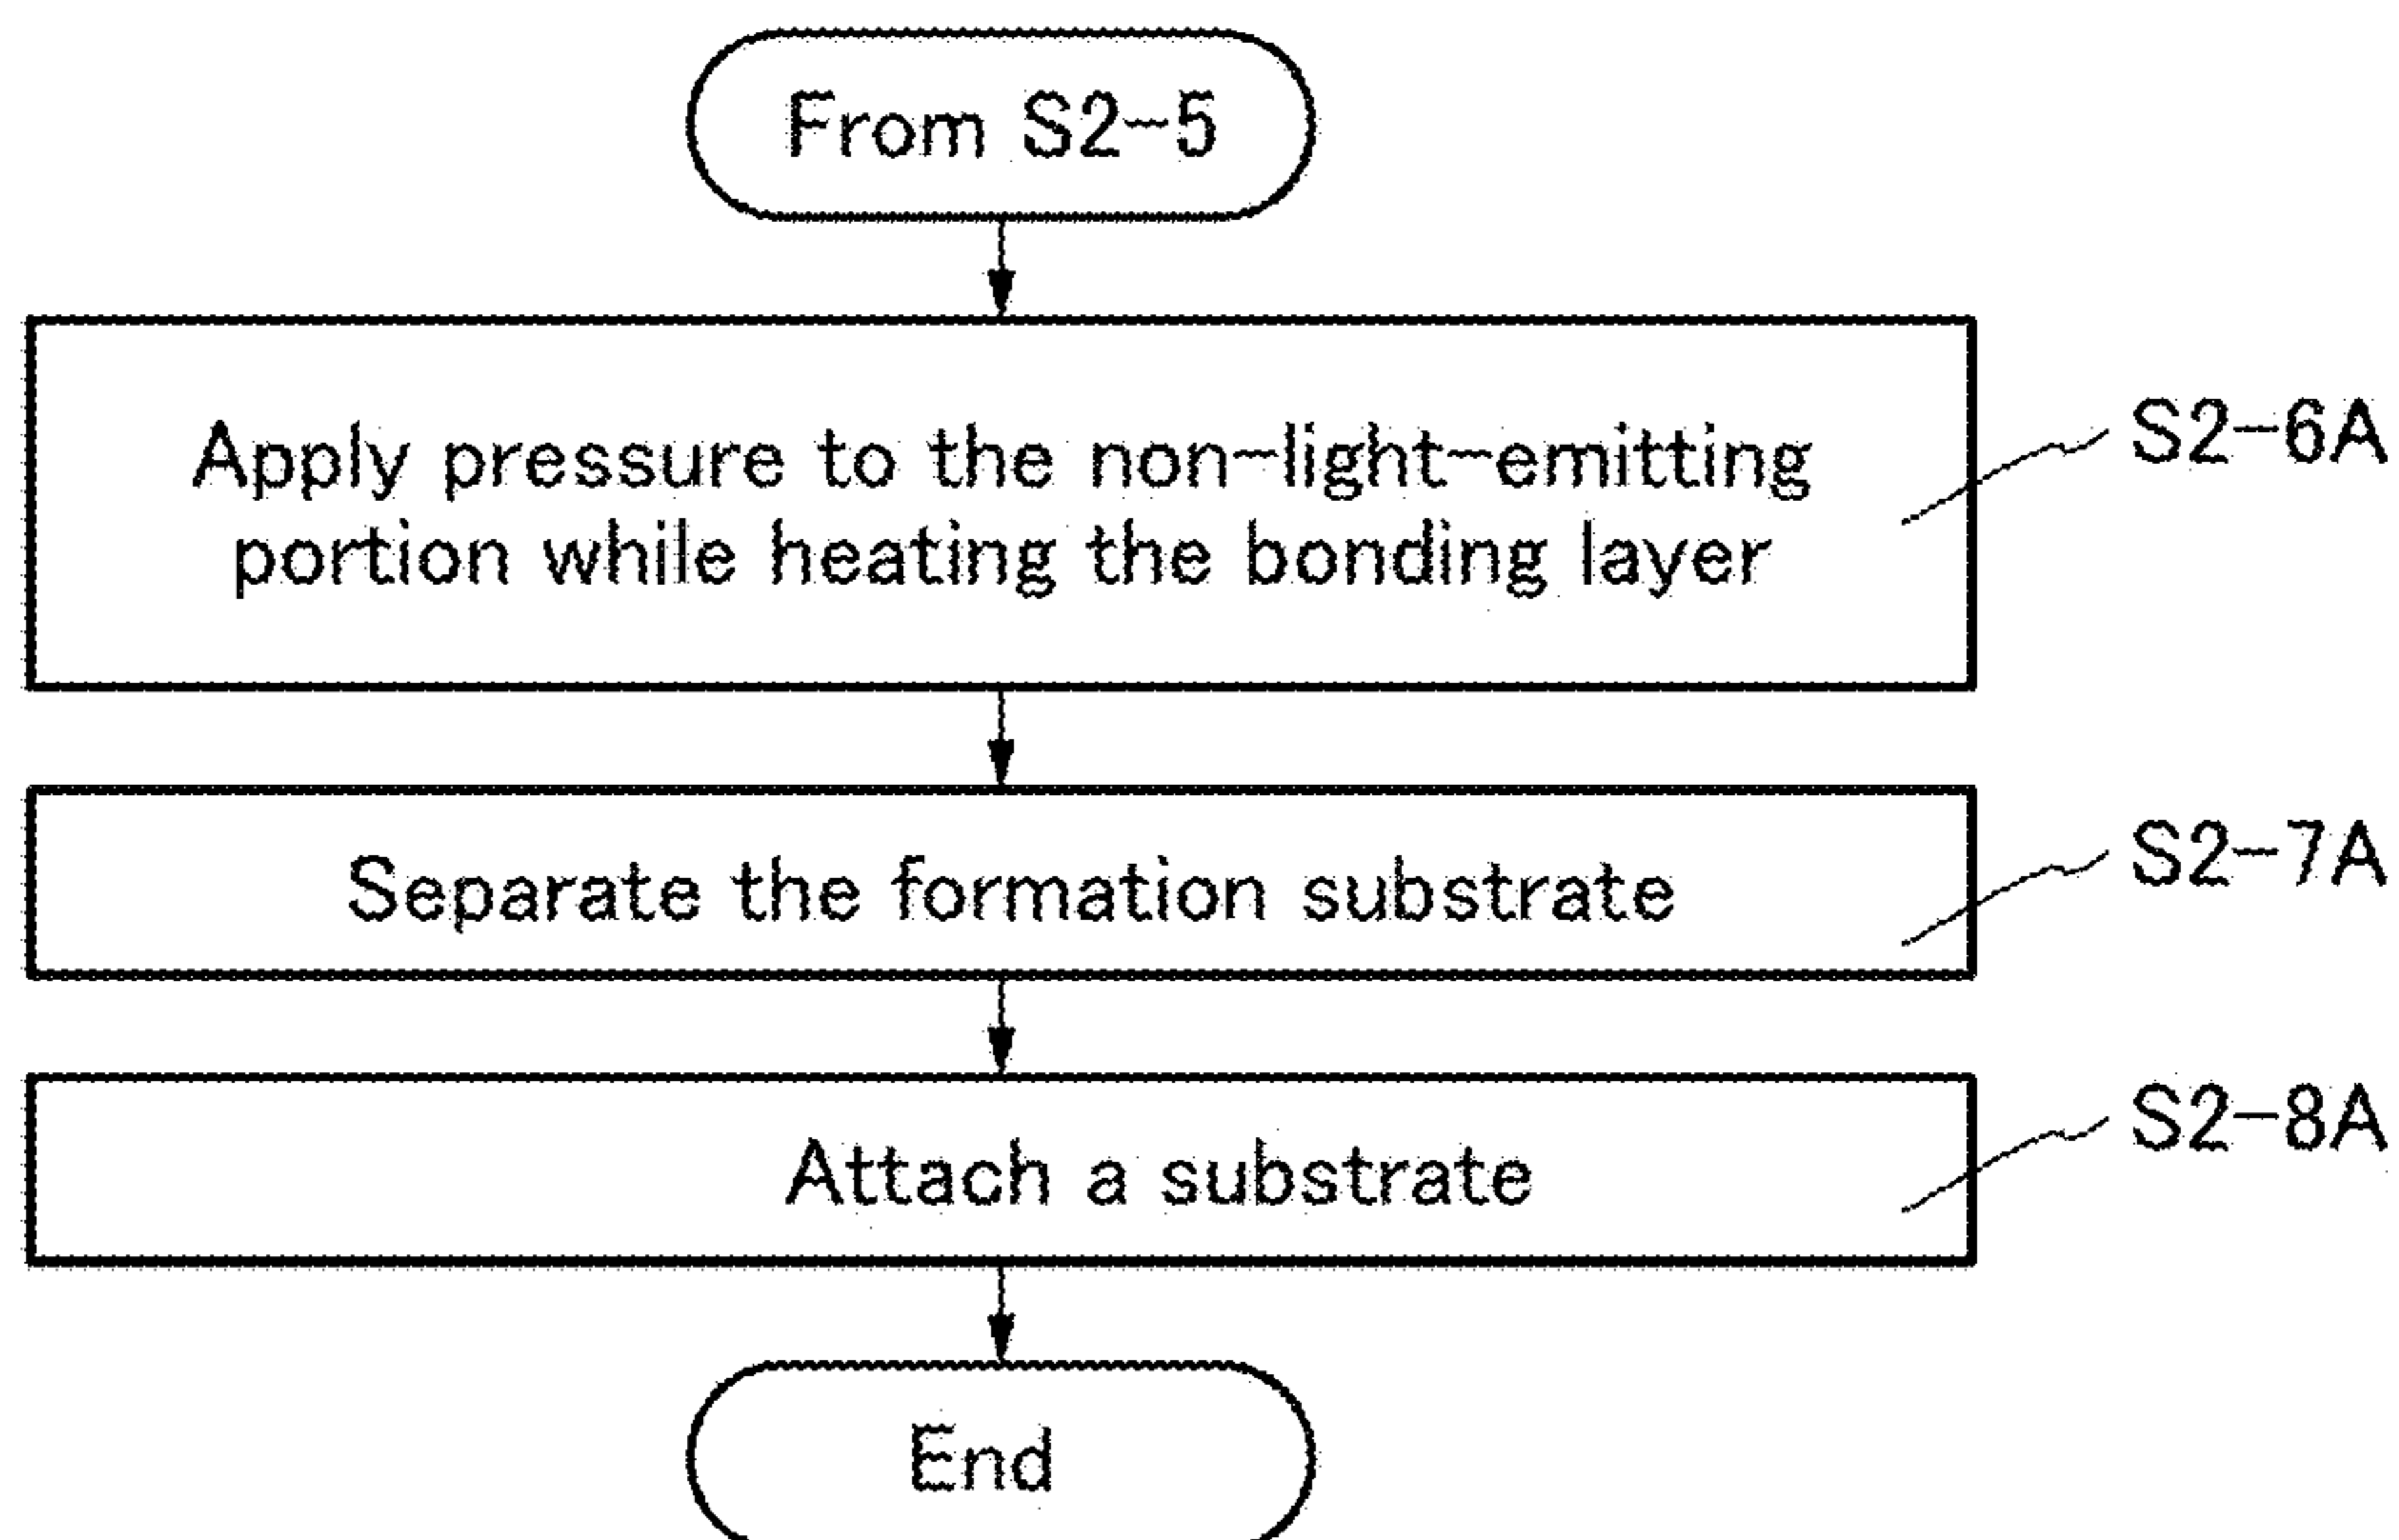 From S2-5
Apply pressure to the non-light-emitting
portion while heating the bonding layer
S2-6A
Separate the formation substrate
S2-7A
Attach a substrate
S2-8A
End